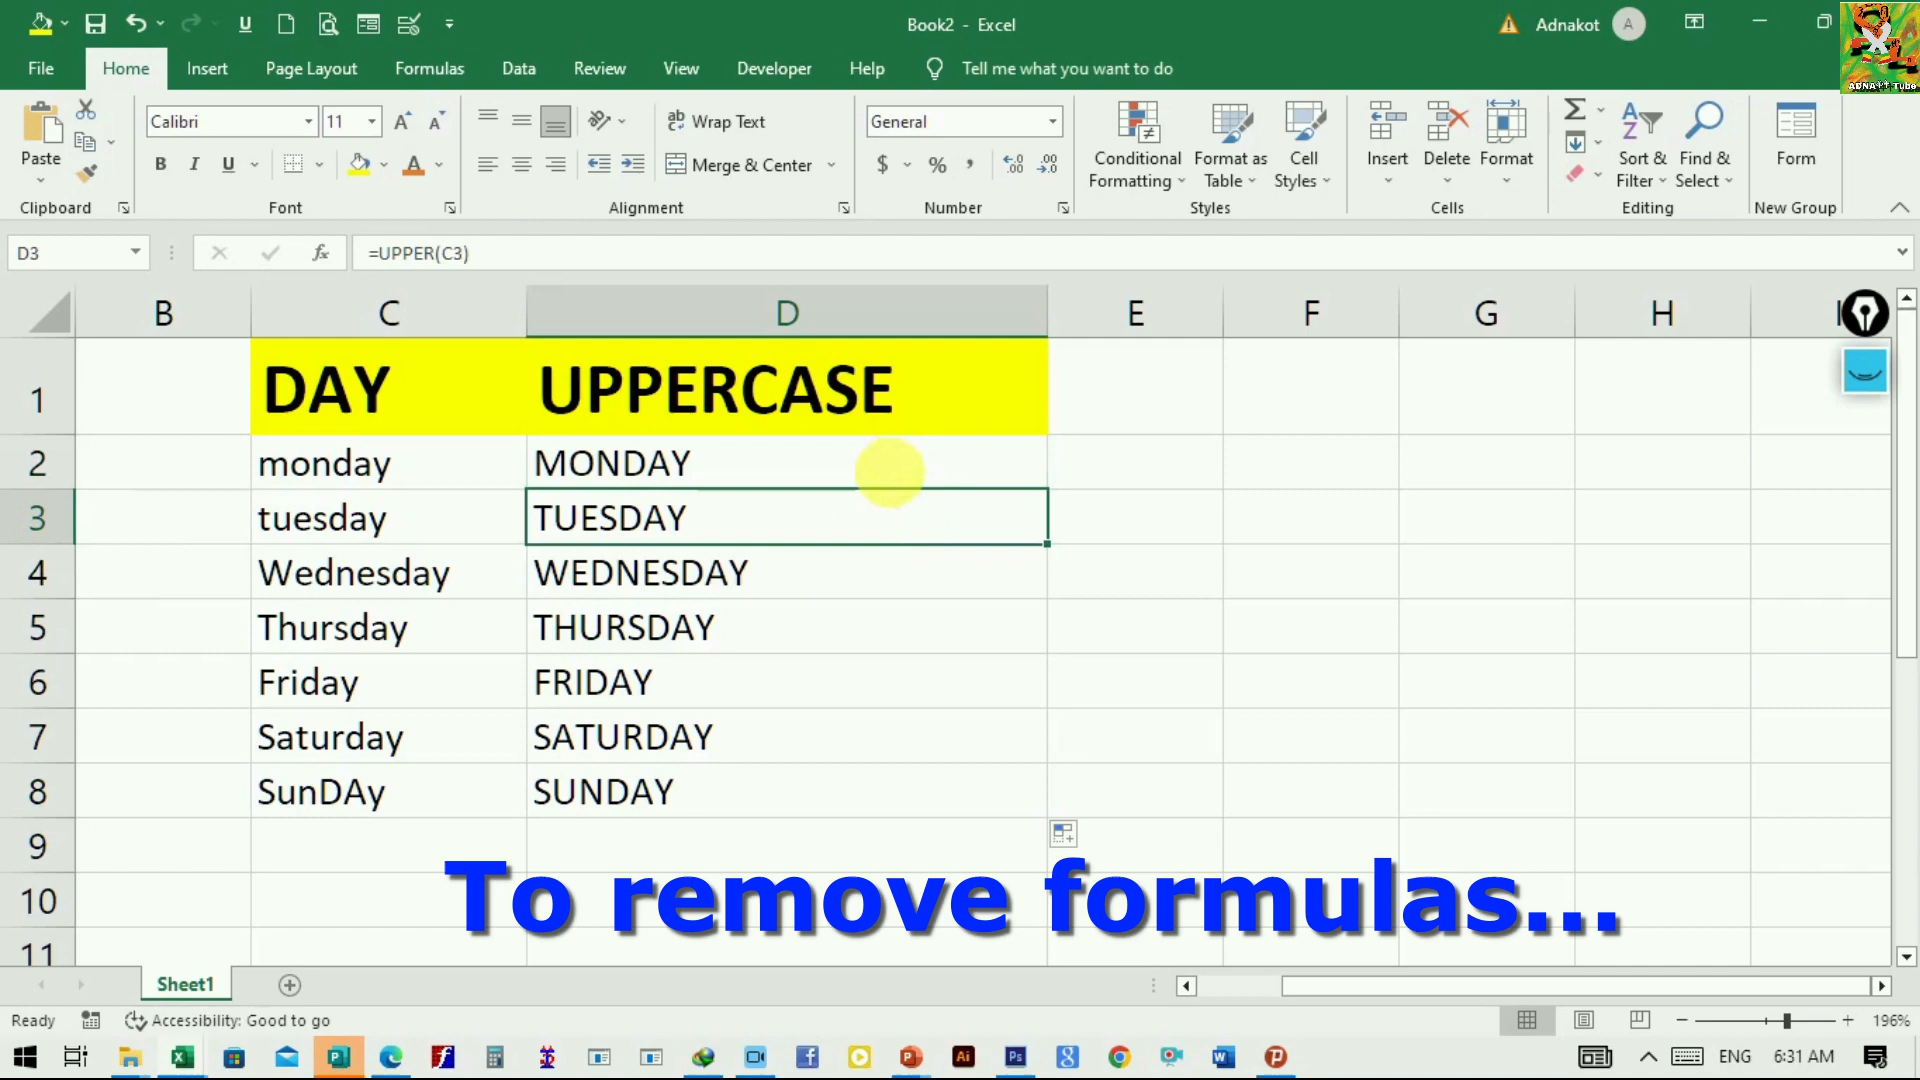 Book2 - Excel
Adnakot A
File Home Insert Page Layout Formulas Data Review View Developer Help Tell me what you want to do
ADNA** Tube
Paste
Calibri 11
Wrap Text
Merge & Center
General
Conditional Formatting
Format as Table
Cell Styles
Insert Delete Format
Sort & Filter
Find & Select
Form
Clipboard Font Alignment Number Styles Cells Editing New Group
D3 fx =UPPER(C3)
B C D E F G H I
1 DAY UPPERCASE
2 monday MONDAY
3 tuesday TUESDAY
4 Wednesday WEDNESDAY
5 Thursday THURSDAY
6 Friday FRIDAY
7 Saturday SATURDAY
8 SunDAy SUNDAY
9
10
11
To remove formulas...
Sheet1
Ready Accessibility: Good to go 196%
ENG 6:31 AM